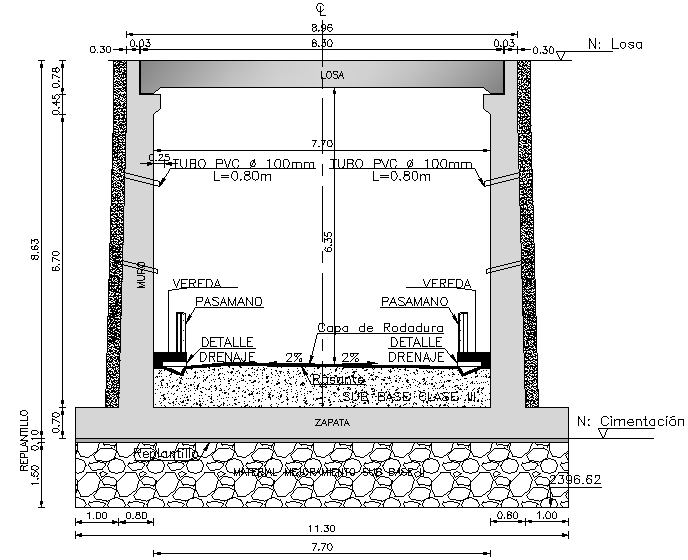 ℄
8.96
0.30 0.03 8.30 0.03 0.30
N: Losa
LOSA
0.78
0.45
7.70
0.25
TUBO PVC ø 100mm
L=0.80m
TUBO PVC ø 100mm
L=0.80m
8.63
6.70
6.35
MURO
VEREDA
VEREDA
PASAMANO
PASAMANO
Capa de Rodadura
DETALLE
DRENAJE
DETALLE
DRENAJE
2% 2%
Rasante
SUB BASE CLASE III
0.70
ZAPATA
N: Cimentación
REPLANTILLO
0.10
Replantillo
MATERIAL MEJORAMIENTO SUB BASE II
1.50
2396.62
1.00 0.80 0.80 1.00
11.30
7.70